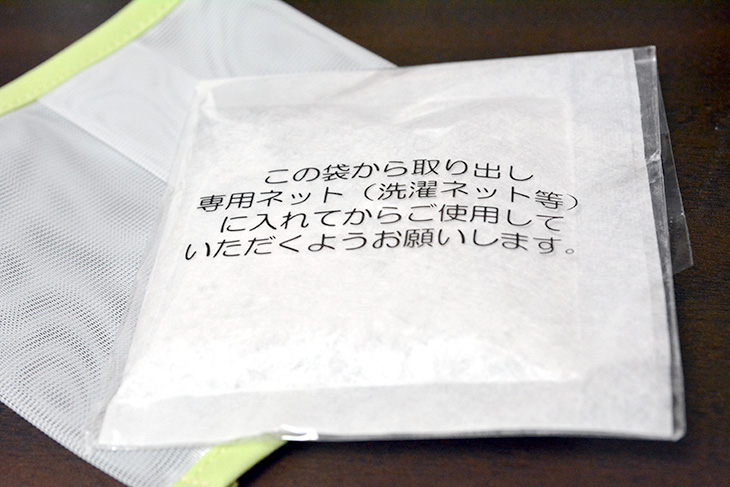 この袋から取り出し
専用ネット（洗濯ネット等）
に入れてからご使用して
いただくようお願いします。